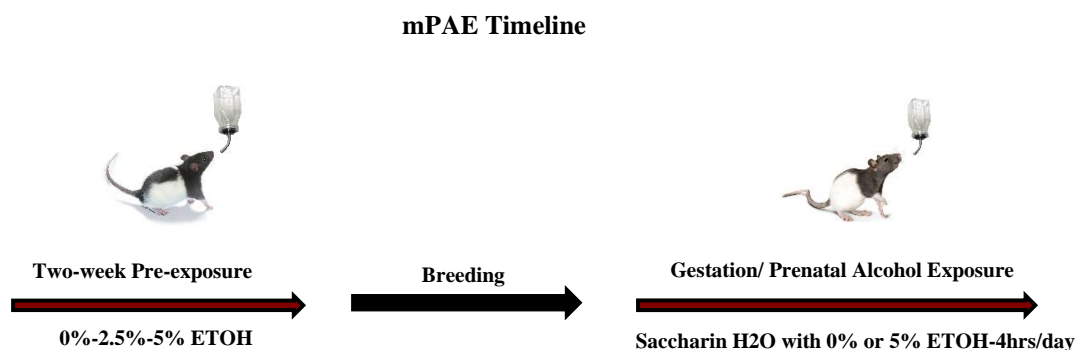 mPAE Timeline
Two-week Pre-exposure
Breeding
Gestation/ Prenatal Alcohol Exposure
0%-2.5%-5% ETOH
Saccharin H2O with 0% or 5% ETOH-4hrs/day